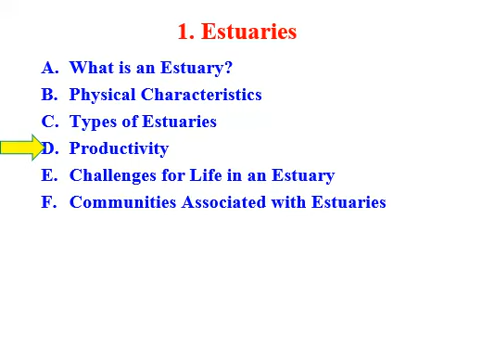 1. Estuaries
A. What is an Estuary?
B. Physical Characteristics
C. Types of Estuaries
D. Productivity
E. Challenges for Life in an Estuary
F. Communities Associated with Estuaries